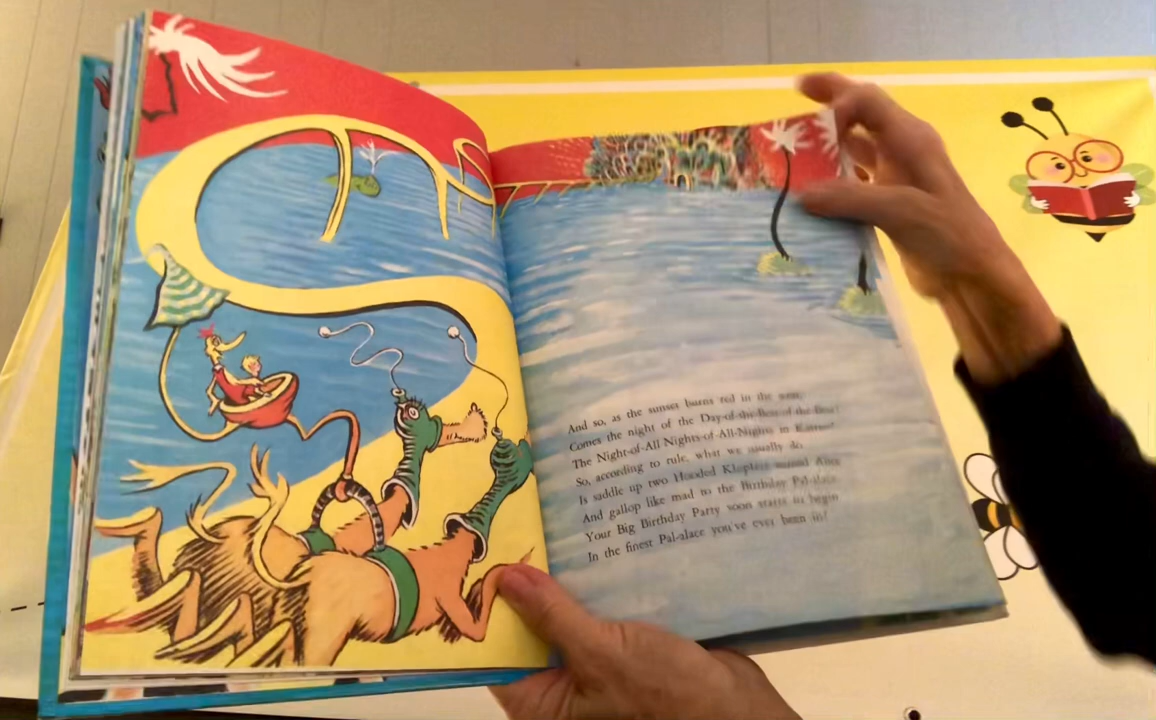 And so, as the sunset burns red in the west,
Comes the night of the Day-of-the-Best-of-the-Best!
The Night-of-All Nights-of-All-Nights in Katroo!
So, according to rule, what we usually do
Is saddle up two Hooded Klopfers named Alice
And gallop like mad to the Birthday Pal-alace.
Your Big Birthday Party soon starts to begin
In the finest Pal-alace you've ever been in!